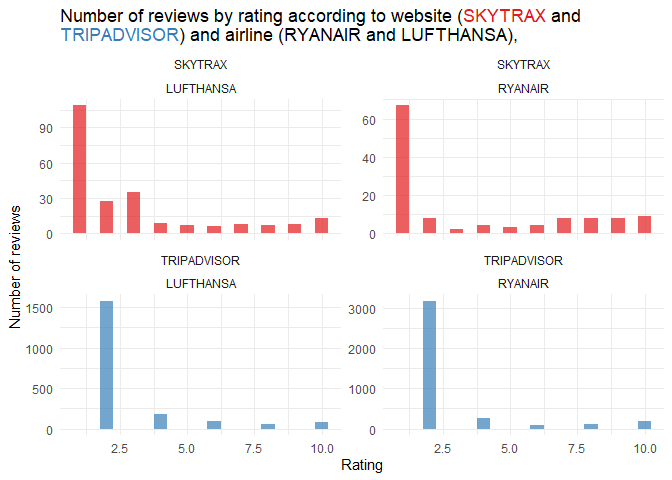 Number of reviews by rating according to website (SKYTRAX and
TRIPADVISOR) and airline (RYANAIR and LUFTHANSA),
SKYTRAX
LUFTHANSA
SKYTRAX
RYANAIR
90
60
30
0
60
40
20
0
TRIPADVISOR
LUFTHANSA
TRIPADVISOR
RYANAIR
1500
1000
500
0
3000
2000
1000
0
2.5 5.0 7.5 10.0
2.5 5.0 7.5 10.0
Number of reviews
Rating